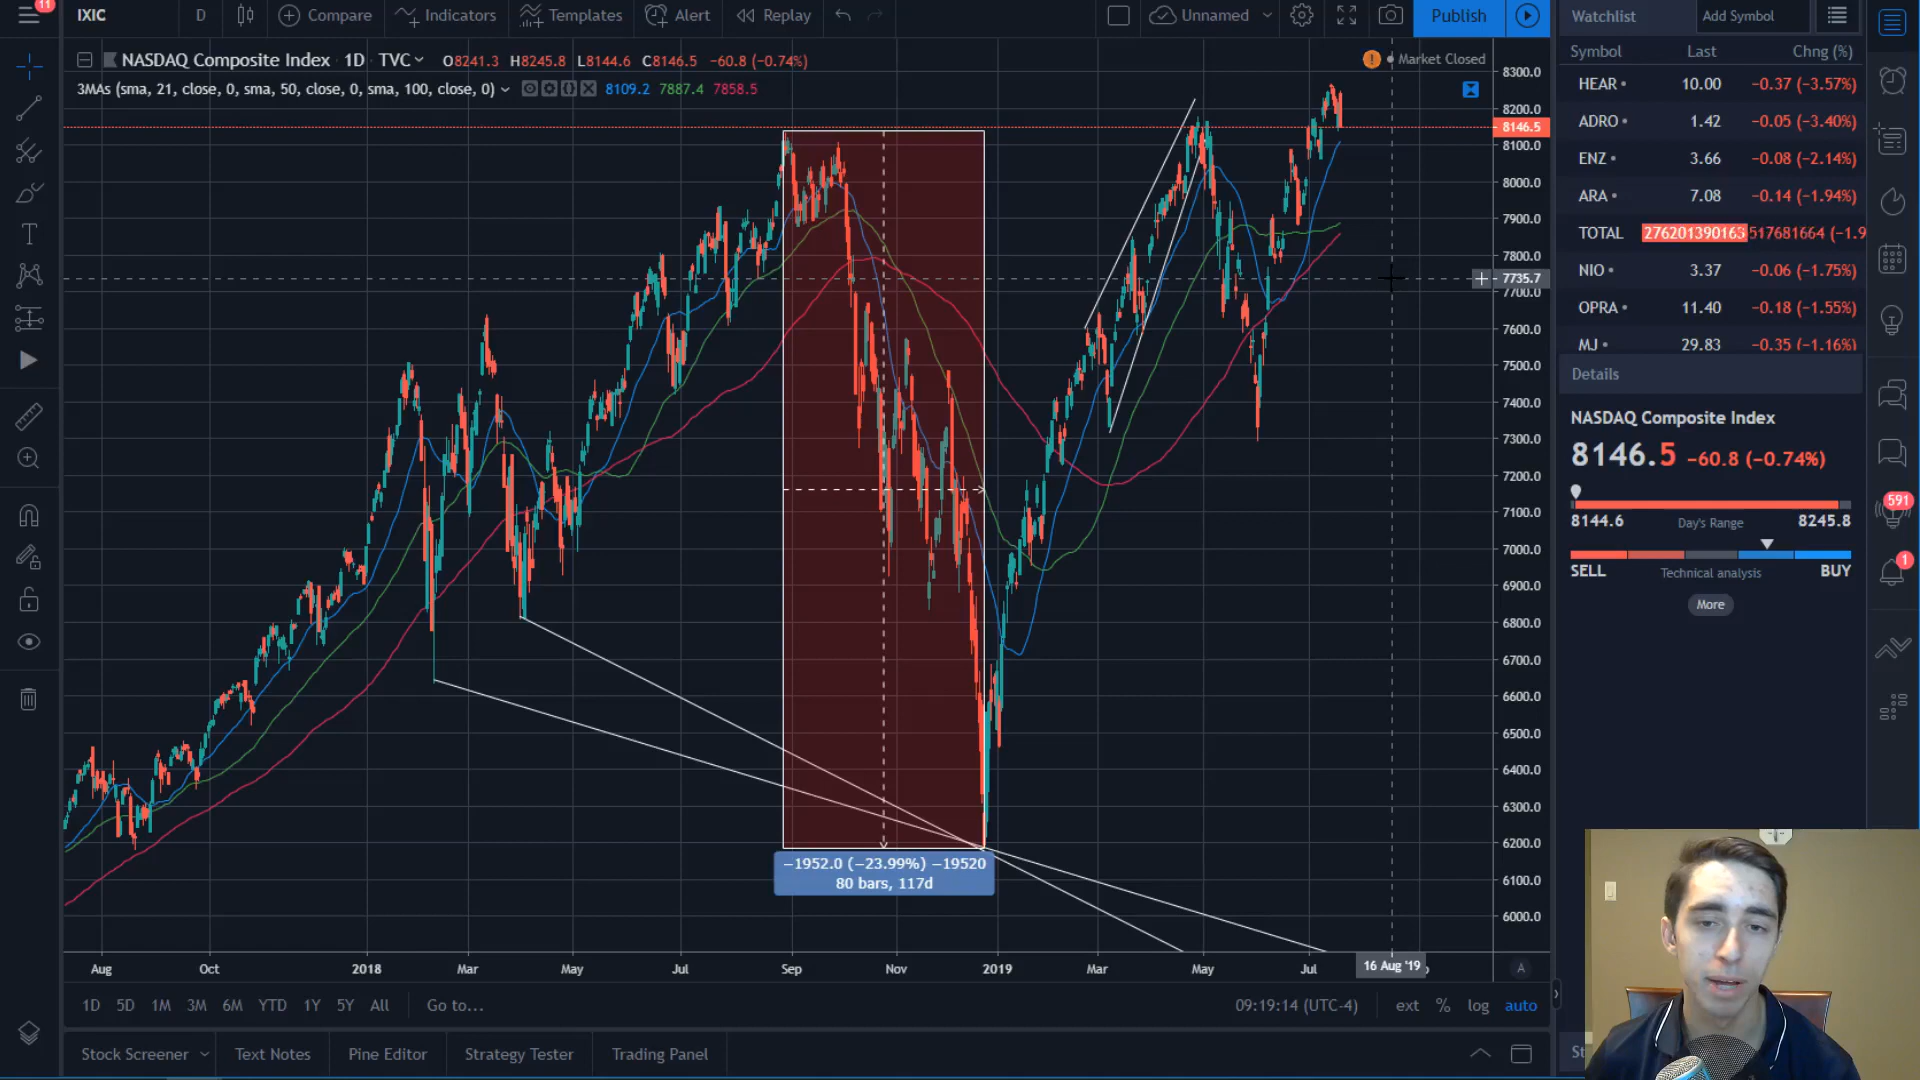 11
IXIC
D
Compare
Indicators
Templates
Alert
Replay
Unnamed
Publish
Watchlist
Add Symbol
NASDAQ Composite Index · 1D · TVC O8241.3 H8245.8 L8144.6 C8146.5 −60.8 (−0.74%)
Market Closed
3MAs (sma, 21, close, 0, sma, 50, close, 0, sma, 100, close, 0) 8109.2 7887.4 7858.5
Symbol Last Chng (%)
HEAR 10.00 −0.37 (−3.57%)
ADRO 1.42 −0.05 (−3.40%)
ENZ 3.66 −0.08 (−2.14%)
ARA 7.08 −0.14 (−1.94%)
TOTAL 276201390163 517681664 (−1.9
NIO 3.37 −0.06 (−1.75%)
OPRA 11.40 −0.18 (−1.55%)
MJ 29.83 −0.35 (−1.16%)
8300.0
8200.0
8146.5
8100.0
8000.0
7900.0
7800.0
7735.7
7700.0
7600.0
7500.0
7400.0
7300.0
7200.0
7100.0
7000.0
6900.0
6800.0
6700.0
6600.0
6500.0
6400.0
6300.0
6200.0
6100.0
6000.0
Details
NASDAQ Composite Index
8146.5 −60.8 (−0.74%)
8144.6 Day's Range 8245.8
SELL Technical analysis BUY
More
591
1
−1952.0 (−23.99%) −19520
80 bars, 117d
Aug Oct 2018 Mar May Jul Sep Nov 2019 Mar May Jul 16 Aug '19
A
1D 5D 1M 3M 6M YTD 1Y 5Y All Go to...
09:19:14 (UTC-4) ext % log auto
Stock Screener Text Notes Pine Editor Strategy Tester Trading Panel
St